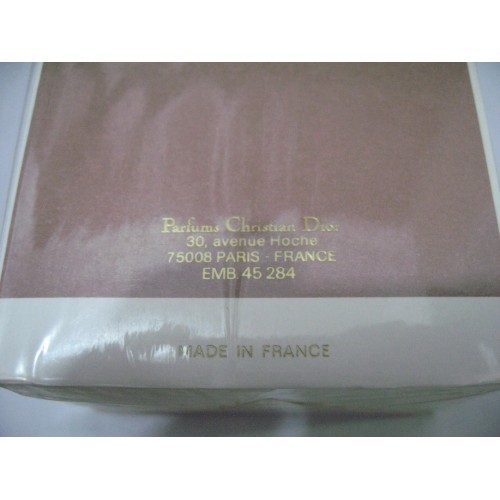 Parfums Christian Dior
30, avenue Hoche
75008 PARIS - FRANCE
EMB. 45 284
MADE IN FRANCE